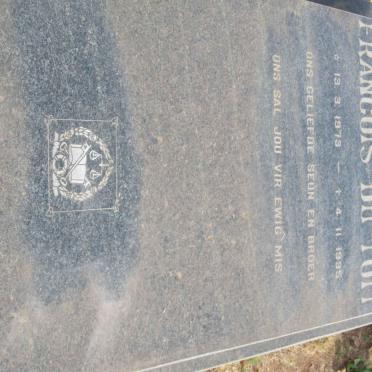 FRANCOIS DU TOIT
☆ 13. 3. 1973 — ✝ 4. 11. 1995
ONS GELIEFDE SEUN EN BROER
ONS SAL JOU VIR EWIG MIS